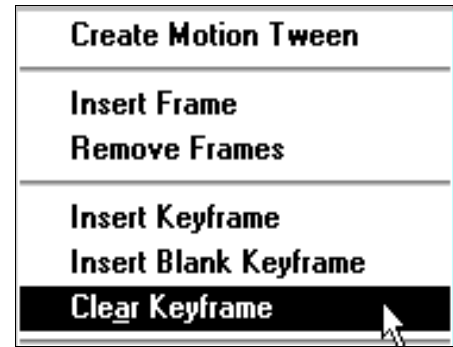 Create Motion Tween
Insert Frame
Remove Frames
Insert Keyframe
Insert Blank Keyframe
Clear Keyframe